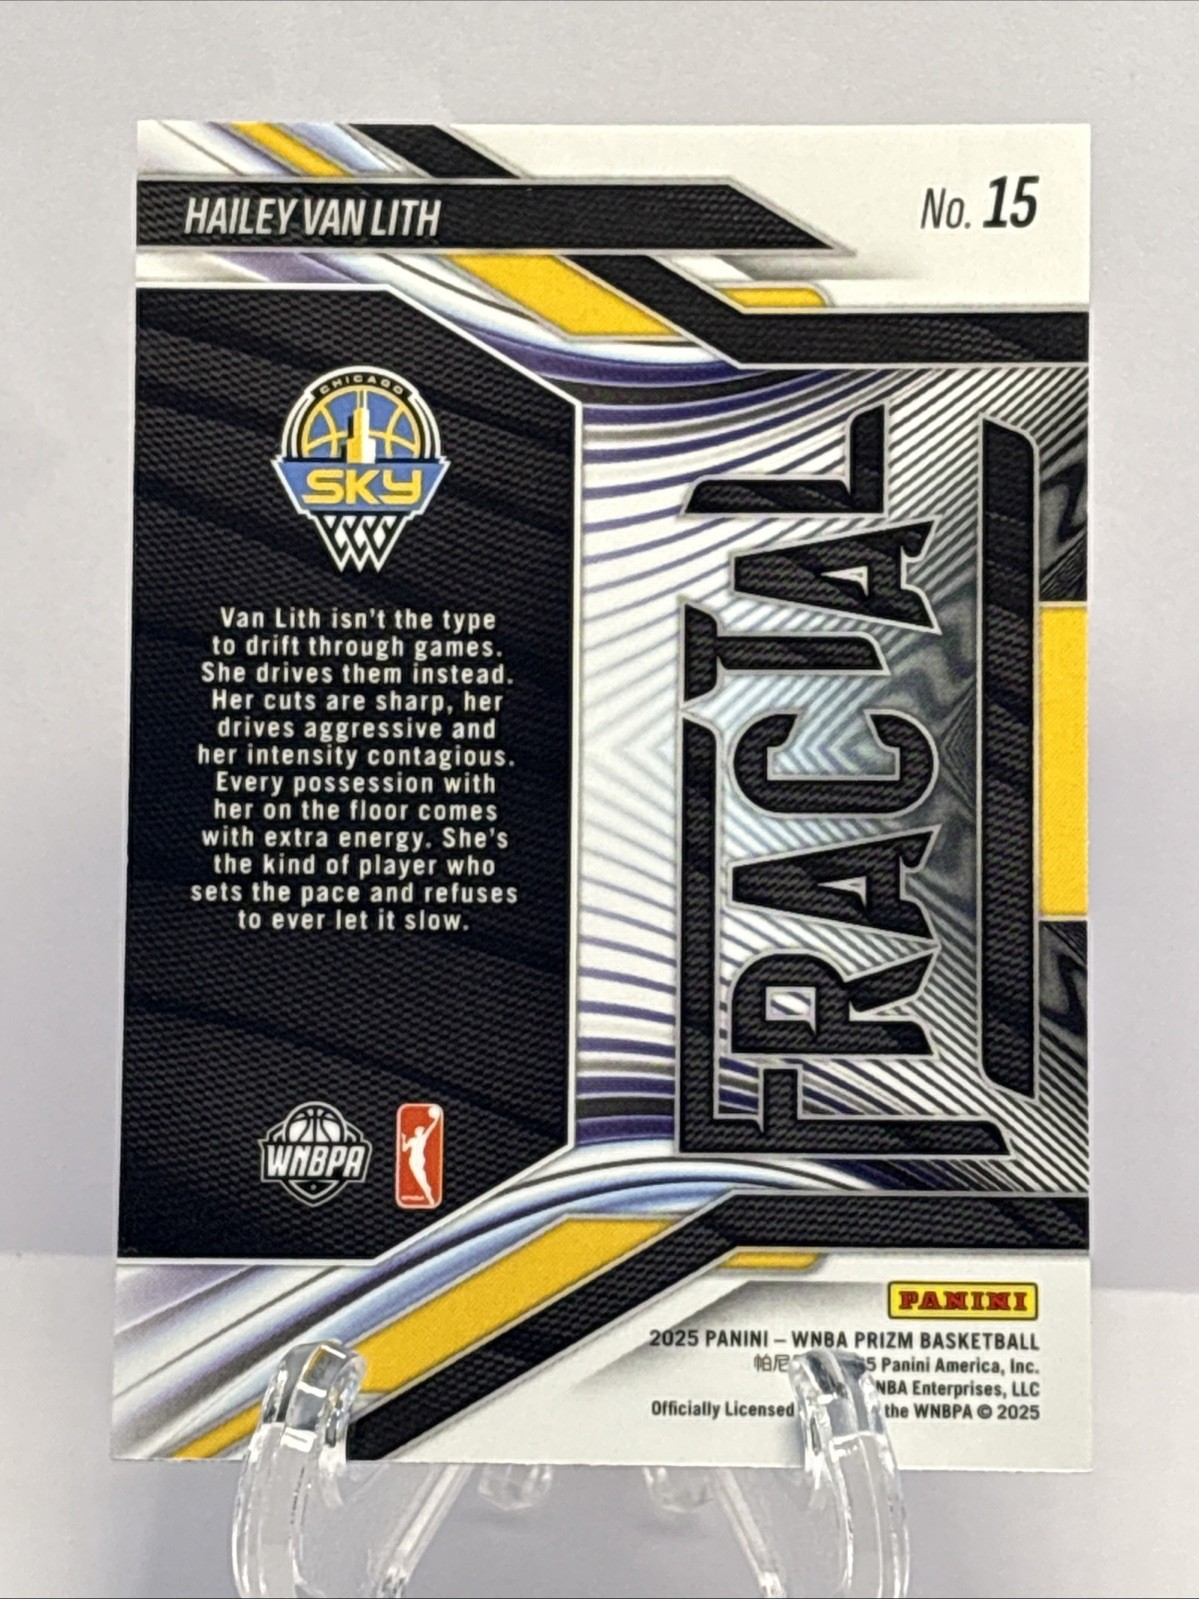 HAILEY VAN LITH
No. 15
CHICAGO
SKY
Van Lith isn't the type
to drift through games.
She drives them instead.
Her cuts are sharp, her
drives aggressive and
her intensity contagious.
Every possession with
her on the floor comes
with extra energy. She's
the kind of player who
sets the pace and refuses
to ever let it slow.
FRACTAL
WNBPA
PANINI
2025 PANINI – WNBA PRIZM BASKETBALL
帕尼 5 Panini America, Inc.
NBA Enterprises, LLC
Officially Licensed the WNBPA © 2025